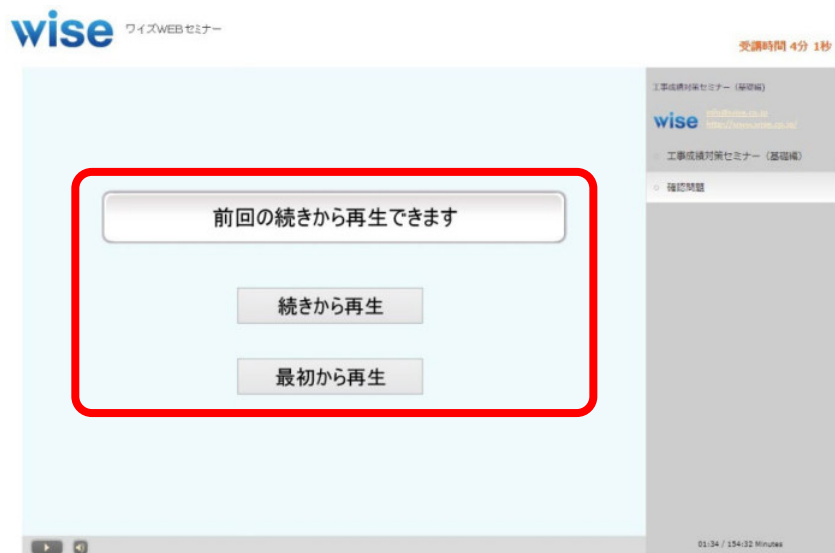 wise ワイズWEBセミナー
受講時間 4分 1秒
工事成績対策セミナー（基礎編）
wise
工事成績対策セミナー（基礎編）
確認問題
前回の続きから再生できます
続きから再生
最初から再生
01:34 / 154:32 Minutes